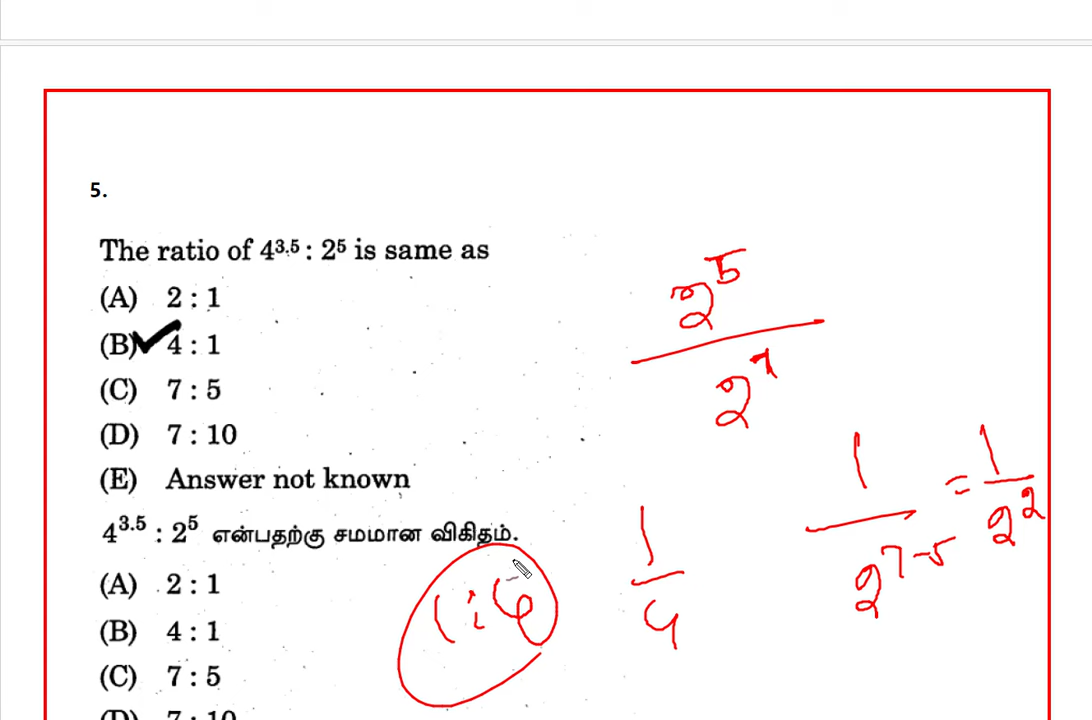 5.
The ratio of 4^3.5 : 2^5 is same as
(A) 2 : 1
(B) 4 : 1
(C) 7 : 5
(D) 7 : 10
(E) Answer not known
4^3.5 : 2^5 என்பதற்கு சமமான விகிதம்.
(A) 2 : 1
(B) 4 : 1
(C) 7 : 5
(D) 7 : 10
2^5
2^7
1
2^7-5
= 1
2^2
1
4